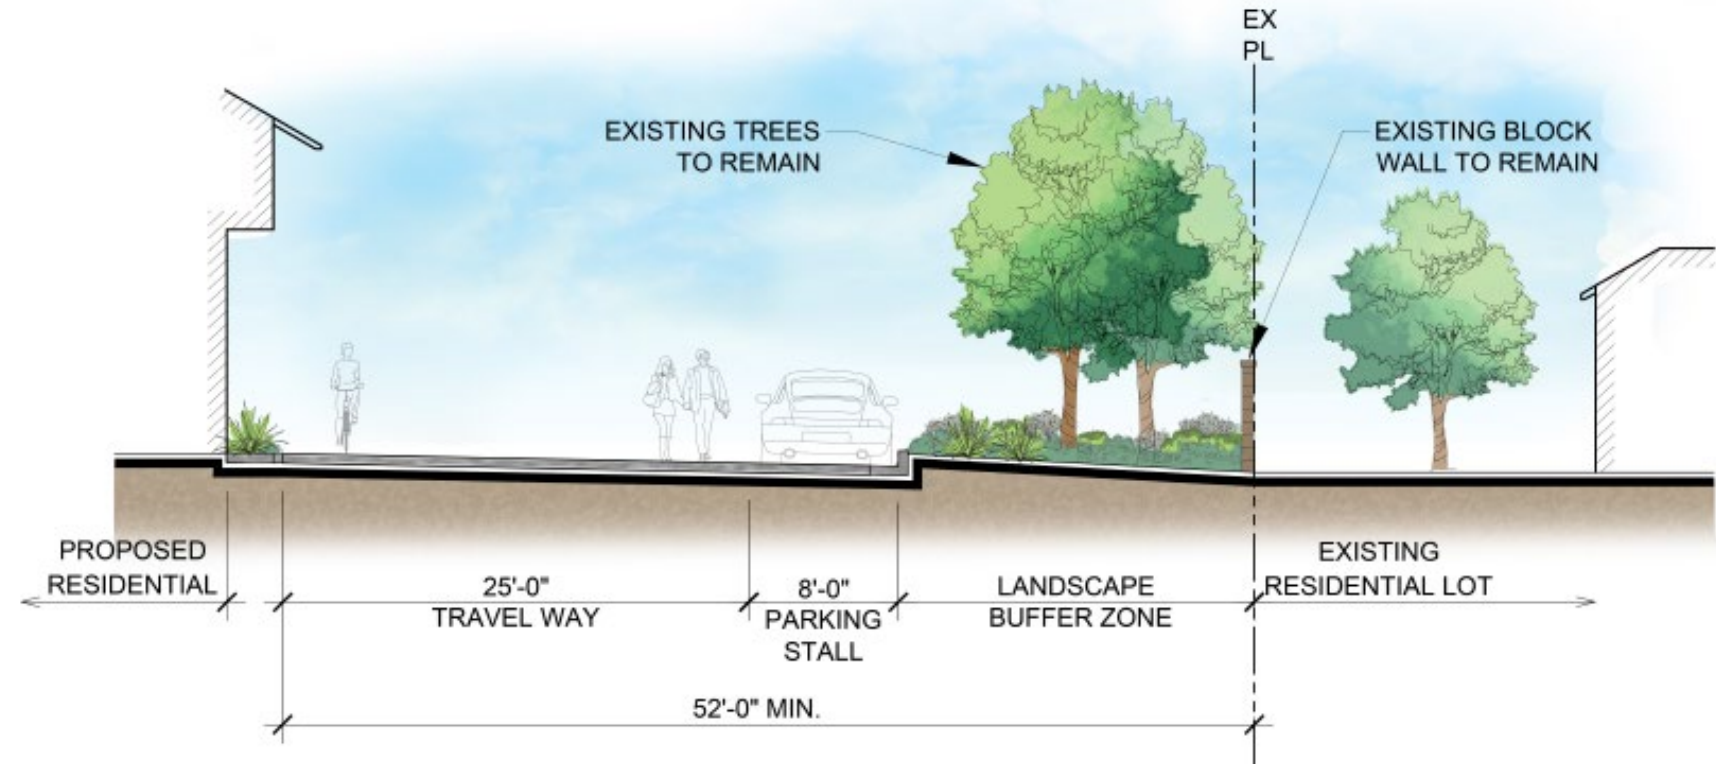 EX
PL
EXISTING TREES
TO REMAIN
EXISTING BLOCK
WALL TO REMAIN
PROPOSED
RESIDENTIAL
25'-0"
TRAVEL WAY
8'-0"
PARKING
STALL
LANDSCAPE
BUFFER ZONE
EXISTING
RESIDENTIAL LOT
52'-0" MIN.